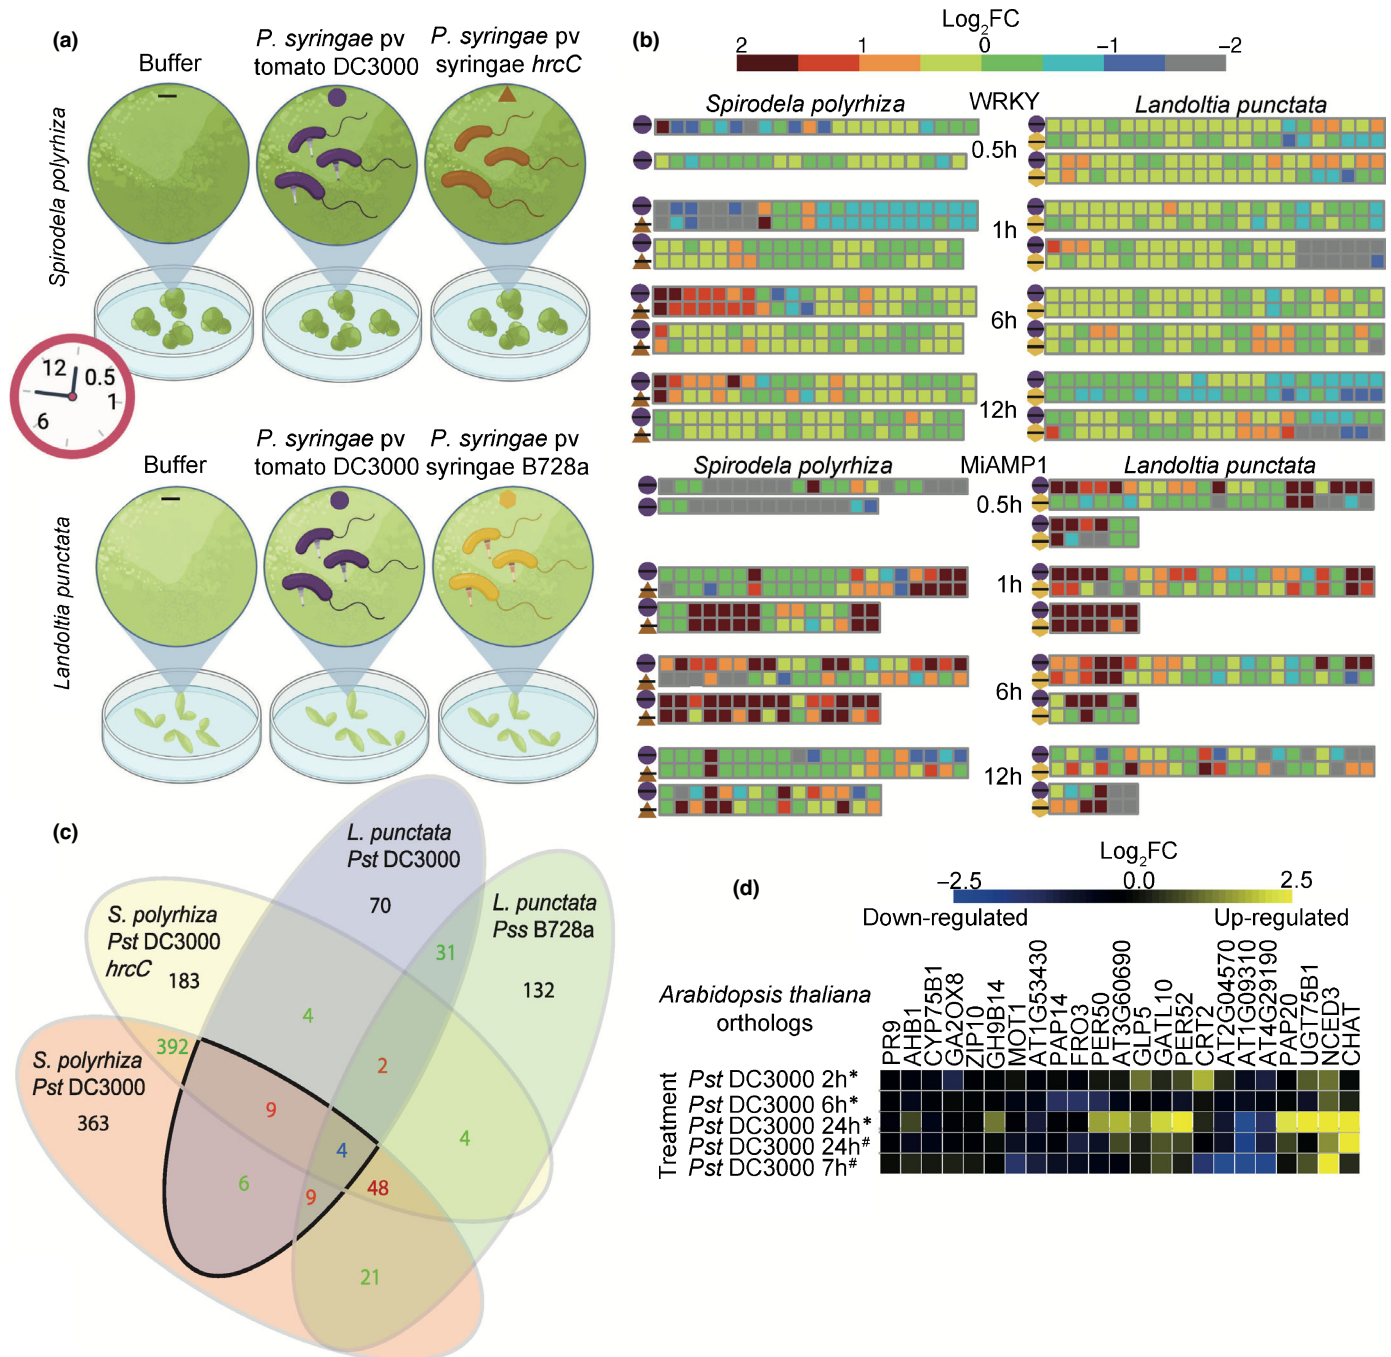 (a)
Buffer
P. syringae pv
tomato DC3000
P. syringae pv
syringae hrcC
Spirodela polyrhiza
12
0.5
1
6
Buffer
P. syringae pv
tomato DC3000
P. syringae pv
syringae B728a
Landoltia punctata
(b)
Log2FC
2 1 0 −1 −2
Spirodela polyrhiza
WRKY
Landoltia punctata
0.5h
1h
6h
12h
Spirodela polyrhiza
MiAMP1
Landoltia punctata
0.5h
1h
6h
12h
(c)
L. punctata
Pst DC3000
70
L. punctata
Pss B728a
132
S. polyrhiza
Pst DC3000
hrcC 183
S. polyrhiza
Pst DC3000
363
31
4
392
2
9
4
4
6
9
48
21
(d)
Log2FC
−2.5 0.0 2.5
Down-regulated
Up-regulated
Arabidopsis thaliana
orthologs
PR9
AHB1
CYP75B1
GA2OX8
ZIP10
GH9B14
MOT1
AT1G53430
PAP14
FRO3
PER50
AT3G60690
GLP5
GATL10
PER52
CRT2
AT2G04570
AT1G09310
AT4G29190
PAP20
UGT75B1
NCED3
CHAT
Treatment
Pst DC3000 2h*
Pst DC3000 6h*
Pst DC3000 24h*
Pst DC3000 24h#
Pst DC3000 7h#